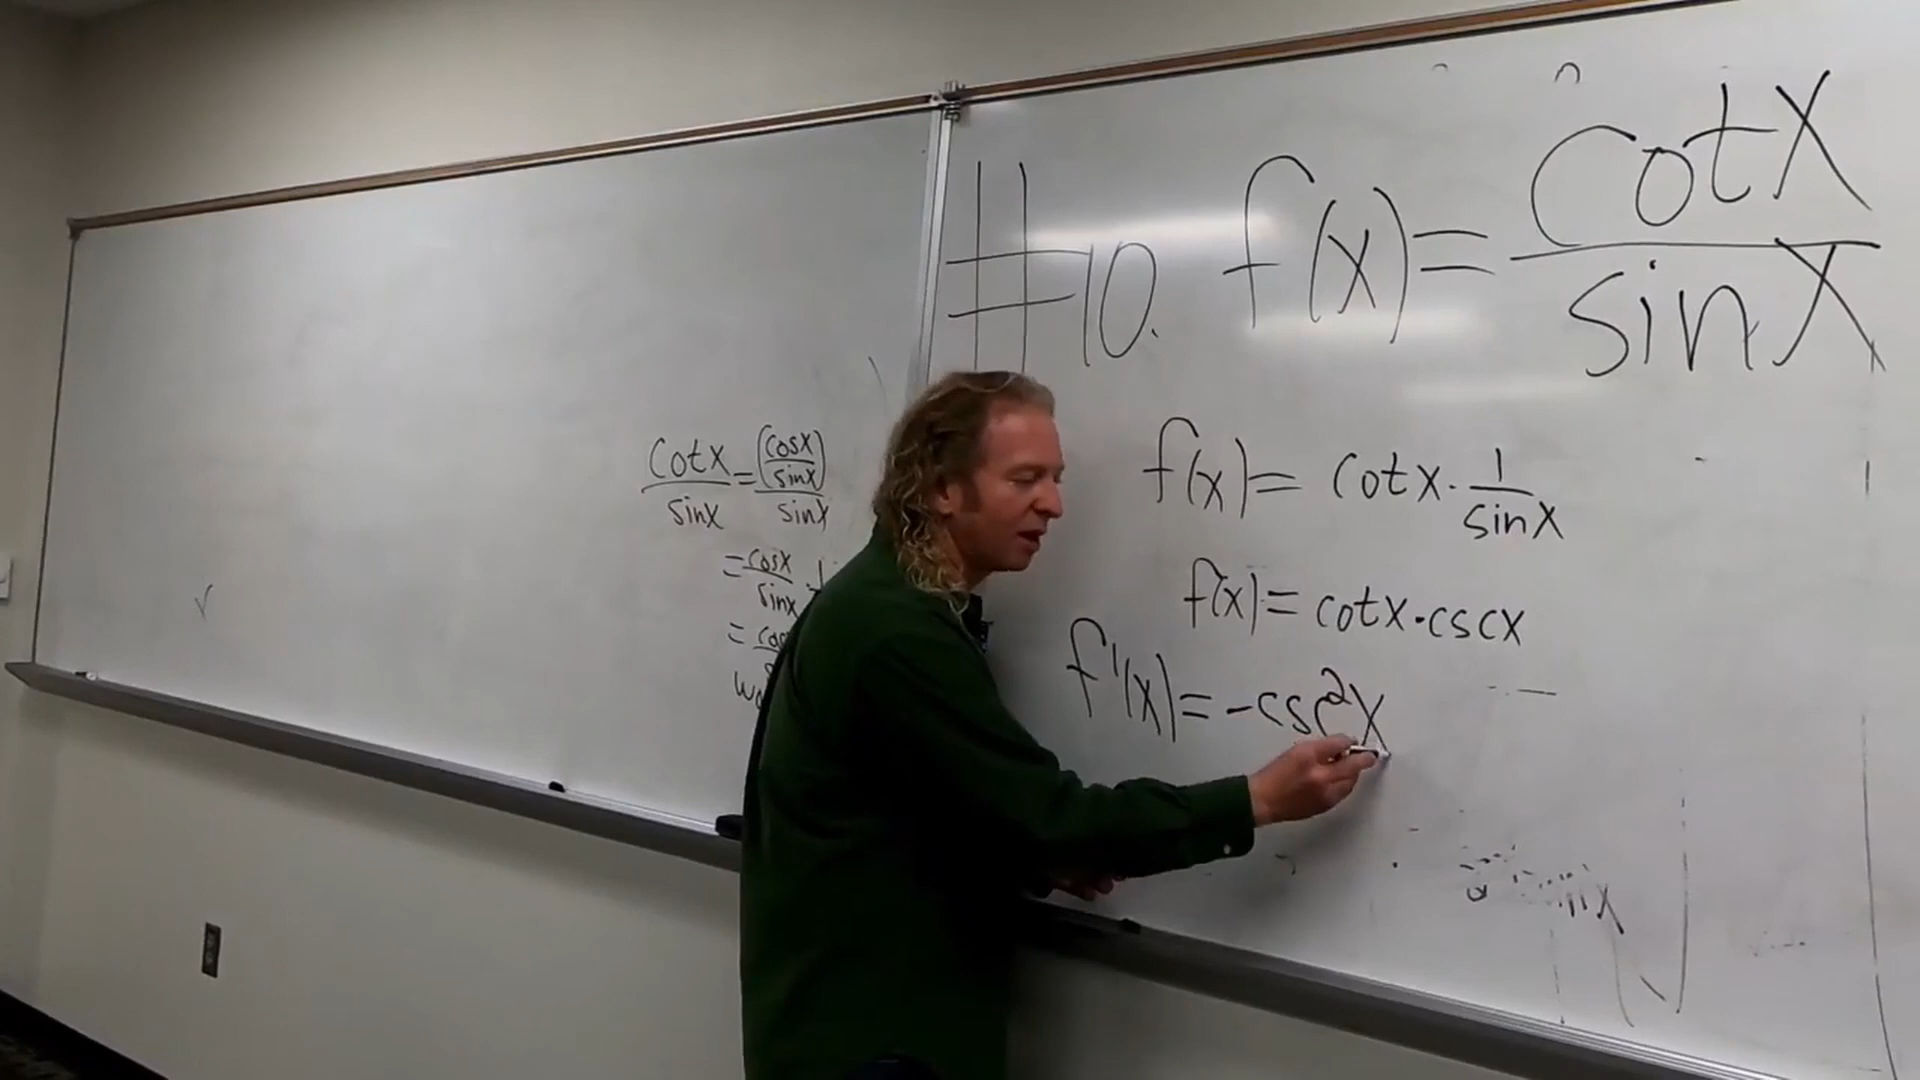 cotx/sinx = (cosx/sinx)/sinx
= cosx/sinx
=
#10. f(x) = cotx/sinx
f(x) = cotx · 1/sinx
f(x) = cotx · cscx
f'(x) = -csc²x